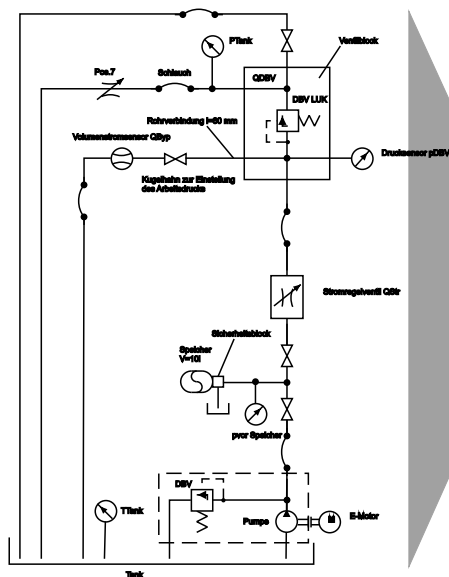 PTank
Ventilblock
Pos.7
Schlauch
QDBV
DBV LUK
Rohrverbindung l=60 mm
Volumenstromsensor QByp
Drucksensor pDBV
Kugelhahn zur Einstellung
des Arbeitsdrucks
Stromregelventil QStr
Sicherheitsblock
Speicher
V=10l
pvor Speicher
DBV
TTank
Pumpe
E-Motor
M
Tank